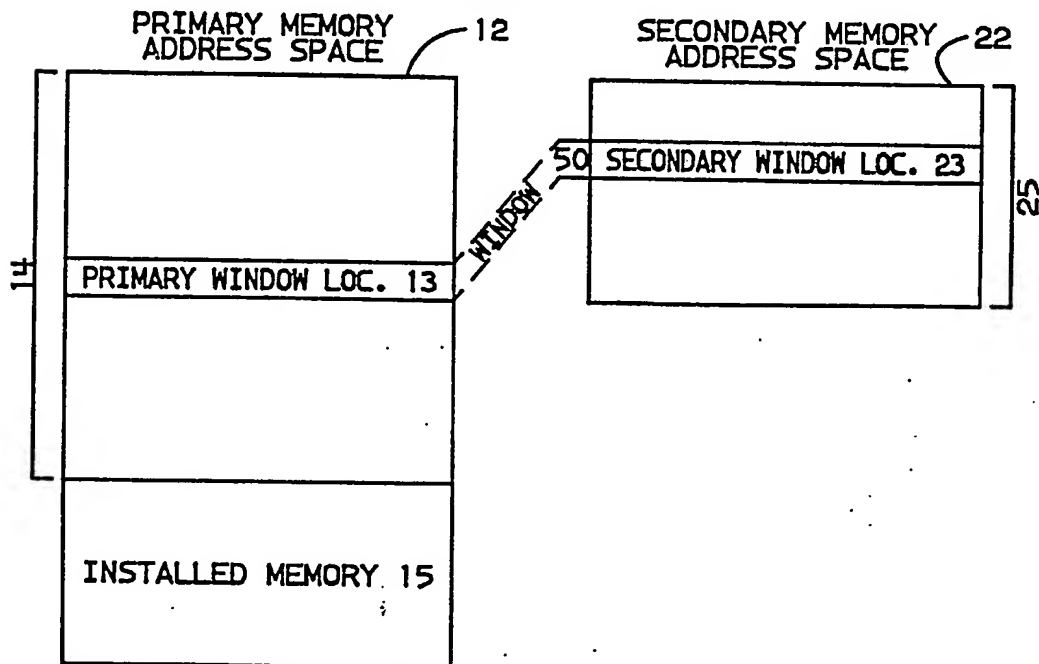 PRIMARY MEMORY
ADDRESS SPACE
12
SECONDARY MEMORY
ADDRESS SPACE
22
14
PRIMARY WINDOW LOC. 13
WINDOW
50
SECONDARY WINDOW LOC. 23
25
INSTALLED MEMORY 15